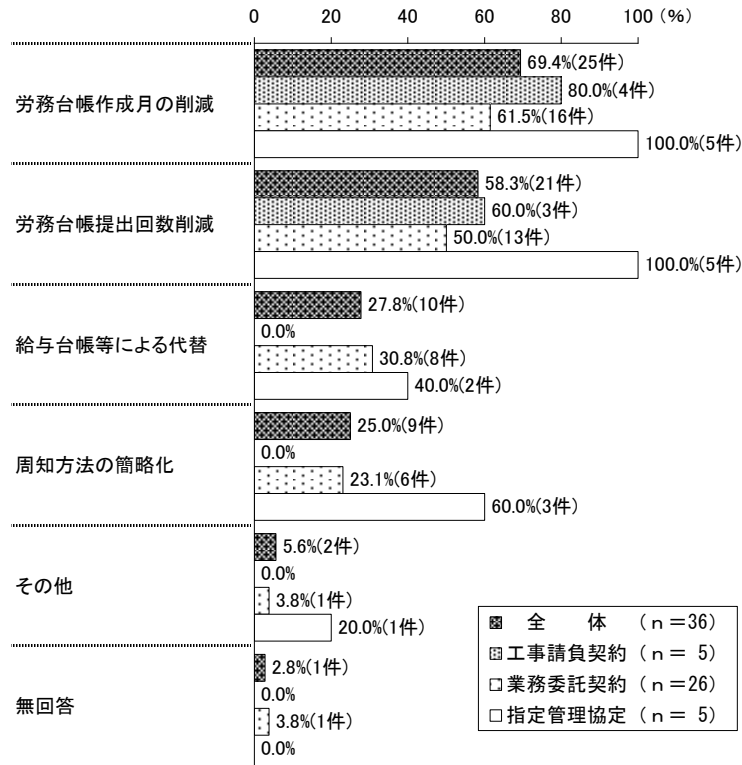 0 20 40 60 80 100 (%)
労務台帳作成月の削減
69.4%(25件)
80.0%(4件)
61.5%(16件)
100.0%(5件)
労務台帳提出回数削減
58.3%(21件)
60.0%(3件)
50.0%(13件)
100.0%(5件)
給与台帳等による代替
27.8%(10件)
0.0%
30.8%(8件)
40.0%(2件)
周知方法の簡略化
25.0%(9件)
0.0%
23.1%(6件)
60.0%(3件)
その他
5.6%(2件)
0.0%
3.8%(1件)
20.0%(1件)
無回答
2.8%(1件)
0.0%
3.8%(1件)
0.0%
全 体 (n=36)
工事請負契約 (n= 5)
業務委託契約 (n=26)
指定管理協定 (n= 5)